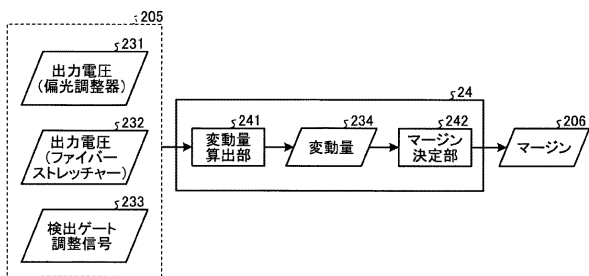 205
231
出力電圧
(偏光調整器)
232
出力電圧
(ファイバー
ストレッチャー)
233
検出ゲート
調整信号
24
241
変動量
算出部
234
変動量
242
マージン
決定部
206
マージン